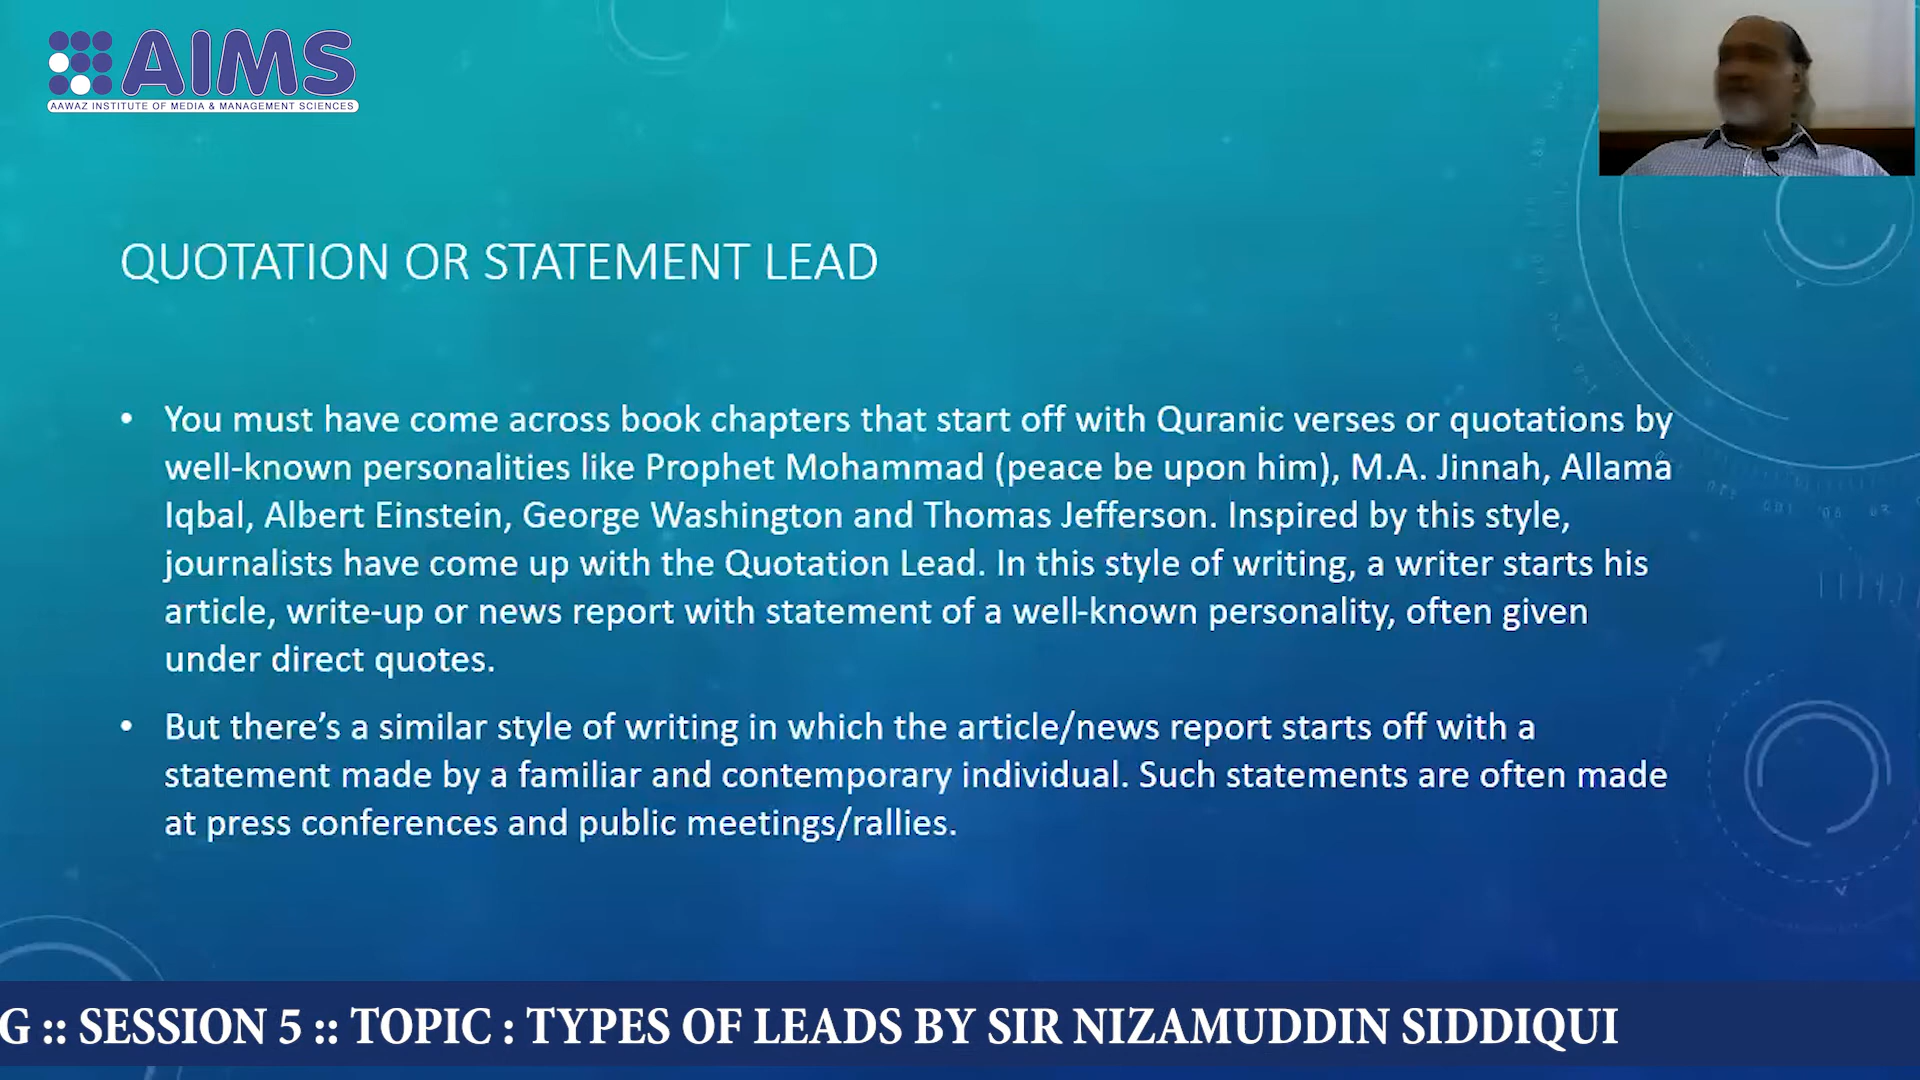 AIMS
AAWAZ INSTITUTE OF MEDIA & MANAGEMENT SCIENCES
QUOTATION OR STATEMENT LEAD
• You must have come across book chapters that start off with Quranic verses or quotations by
well-known personalities like Prophet Mohammad (peace be upon him), M.A. Jinnah, Allama
Iqbal, Albert Einstein, George Washington and Thomas Jefferson. Inspired by this style,
journalists have come up with the Quotation Lead. In this style of writing, a writer starts his
article, write-up or news report with statement of a well-known personality, often given
under direct quotes.
• But there’s a similar style of writing in which the article/news report starts off with a
statement made by a familiar and contemporary individual. Such statements are often made
at press conferences and public meetings/rallies.
G :: SESSION 5 :: TOPIC : TYPES OF LEADS BY SIR NIZAMUDDIN SIDDIQUI